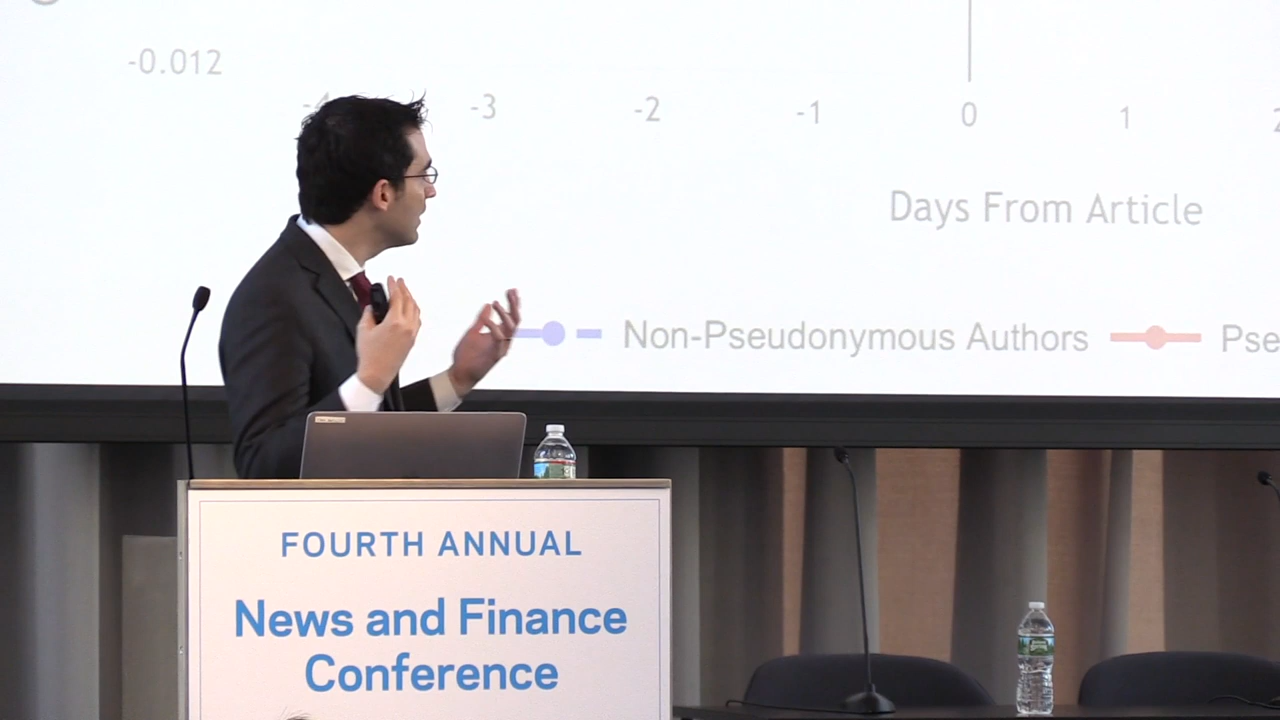 -0.012
-3 -2 -1 0 1
Days From Article
Non-Pseudonymous Authors
FOURTH ANNUAL
News and Finance
Conference